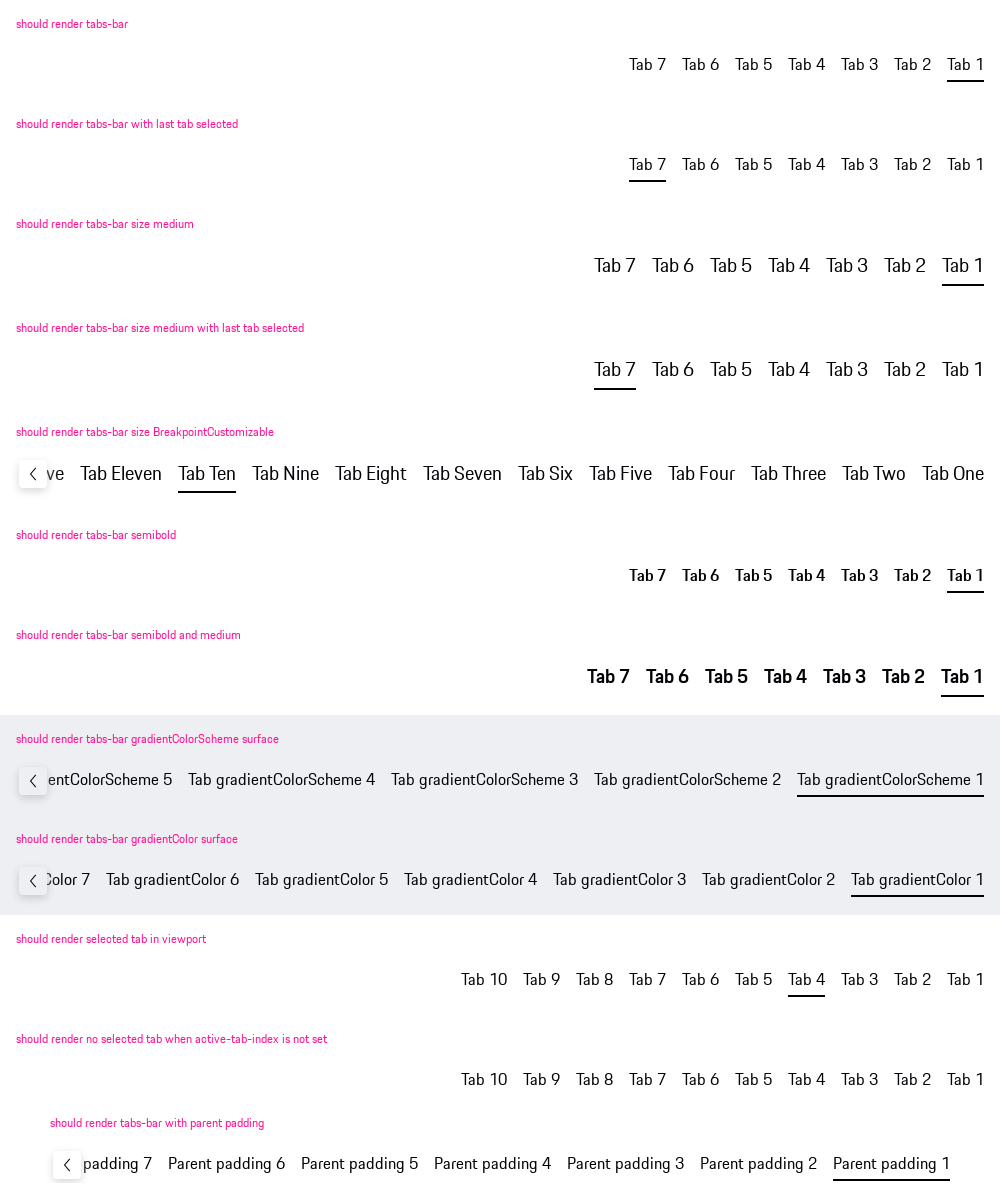 should render tabs-bar
Tab 7 Tab 6 Tab 5 Tab 4 Tab 3 Tab 2 Tab 1
should render tabs-bar with last tab selected
Tab 7 Tab 6 Tab 5 Tab 4 Tab 3 Tab 2 Tab 1
should render tabs-bar size medium
Tab 7 Tab 6 Tab 5 Tab 4 Tab 3 Tab 2 Tab 1
should render tabs-bar size medium with last tab selected
Tab 7 Tab 6 Tab 5 Tab 4 Tab 3 Tab 2 Tab 1
should render tabs-bar size BreakpointCustomizable
ve Tab Eleven Tab Ten Tab Nine Tab Eight Tab Seven Tab Six Tab Five Tab Four Tab Three Tab Two Tab One
should render tabs-bar semibold
Tab 7 Tab 6 Tab 5 Tab 4 Tab 3 Tab 2 Tab 1
should render tabs-bar semibold and medium
Tab 7 Tab 6 Tab 5 Tab 4 Tab 3 Tab 2 Tab 1
should render tabs-bar gradientColorScheme surface
entColorScheme 5 Tab gradientColorScheme 4 Tab gradientColorScheme 3 Tab gradientColorScheme 2 Tab gradientColorScheme 1
should render tabs-bar gradientColor surface
Color 7 Tab gradientColor 6 Tab gradientColor 5 Tab gradientColor 4 Tab gradientColor 3 Tab gradientColor 2 Tab gradientColor 1
should render selected tab in viewport
Tab 10 Tab 9 Tab 8 Tab 7 Tab 6 Tab 5 Tab 4 Tab 3 Tab 2 Tab 1
should render no selected tab when active-tab-index is not set
Tab 10 Tab 9 Tab 8 Tab 7 Tab 6 Tab 5 Tab 4 Tab 3 Tab 2 Tab 1
should render tabs-bar with parent padding
padding 7 Parent padding 6 Parent padding 5 Parent padding 4 Parent padding 3 Parent padding 2 Parent padding 1